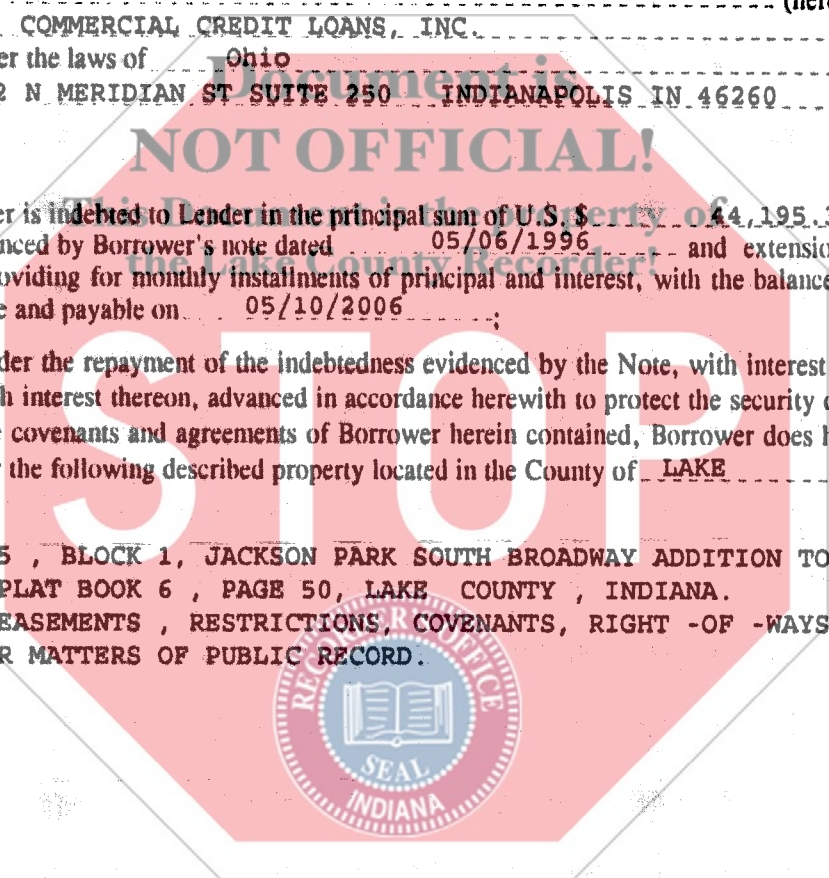 (here
COMMERCIAL CREDIT LOANS, INC.
er the laws of Ohio
2 N MERIDIAN ST SUITE 250 INDIANAPOLIS IN 46260
Document is
NOT OFFICIAL!
This Document is the property of
the Lake County Recorder!
er is indebted to Lender in the principal sum of U.S. $ 44,195.
nced by Borrower's note dated 05/06/1996 and extensio
oviding for monthly installments of principal and interest, with the balance
e and payable on 05/10/2006 ;
der the repayment of the indebtedness evidenced by the Note, with interest
h interest thereon, advanced in accordance herewith to protect the security
e covenants and agreements of Borrower herein contained, Borrower does h
the following described property located in the County of LAKE
STOP
5 , BLOCK 1, JACKSON PARK SOUTH BROADWAY ADDITION TO
PLAT BOOK 6 , PAGE 50, LAKE COUNTY , INDIANA.
EASEMENTS , RESTRICTIONS, COVENANTS, RIGHT -OF -WAYS
R MATTERS OF PUBLIC RECORD.
RECORDER'S OFFICE
SEAL
INDIANA